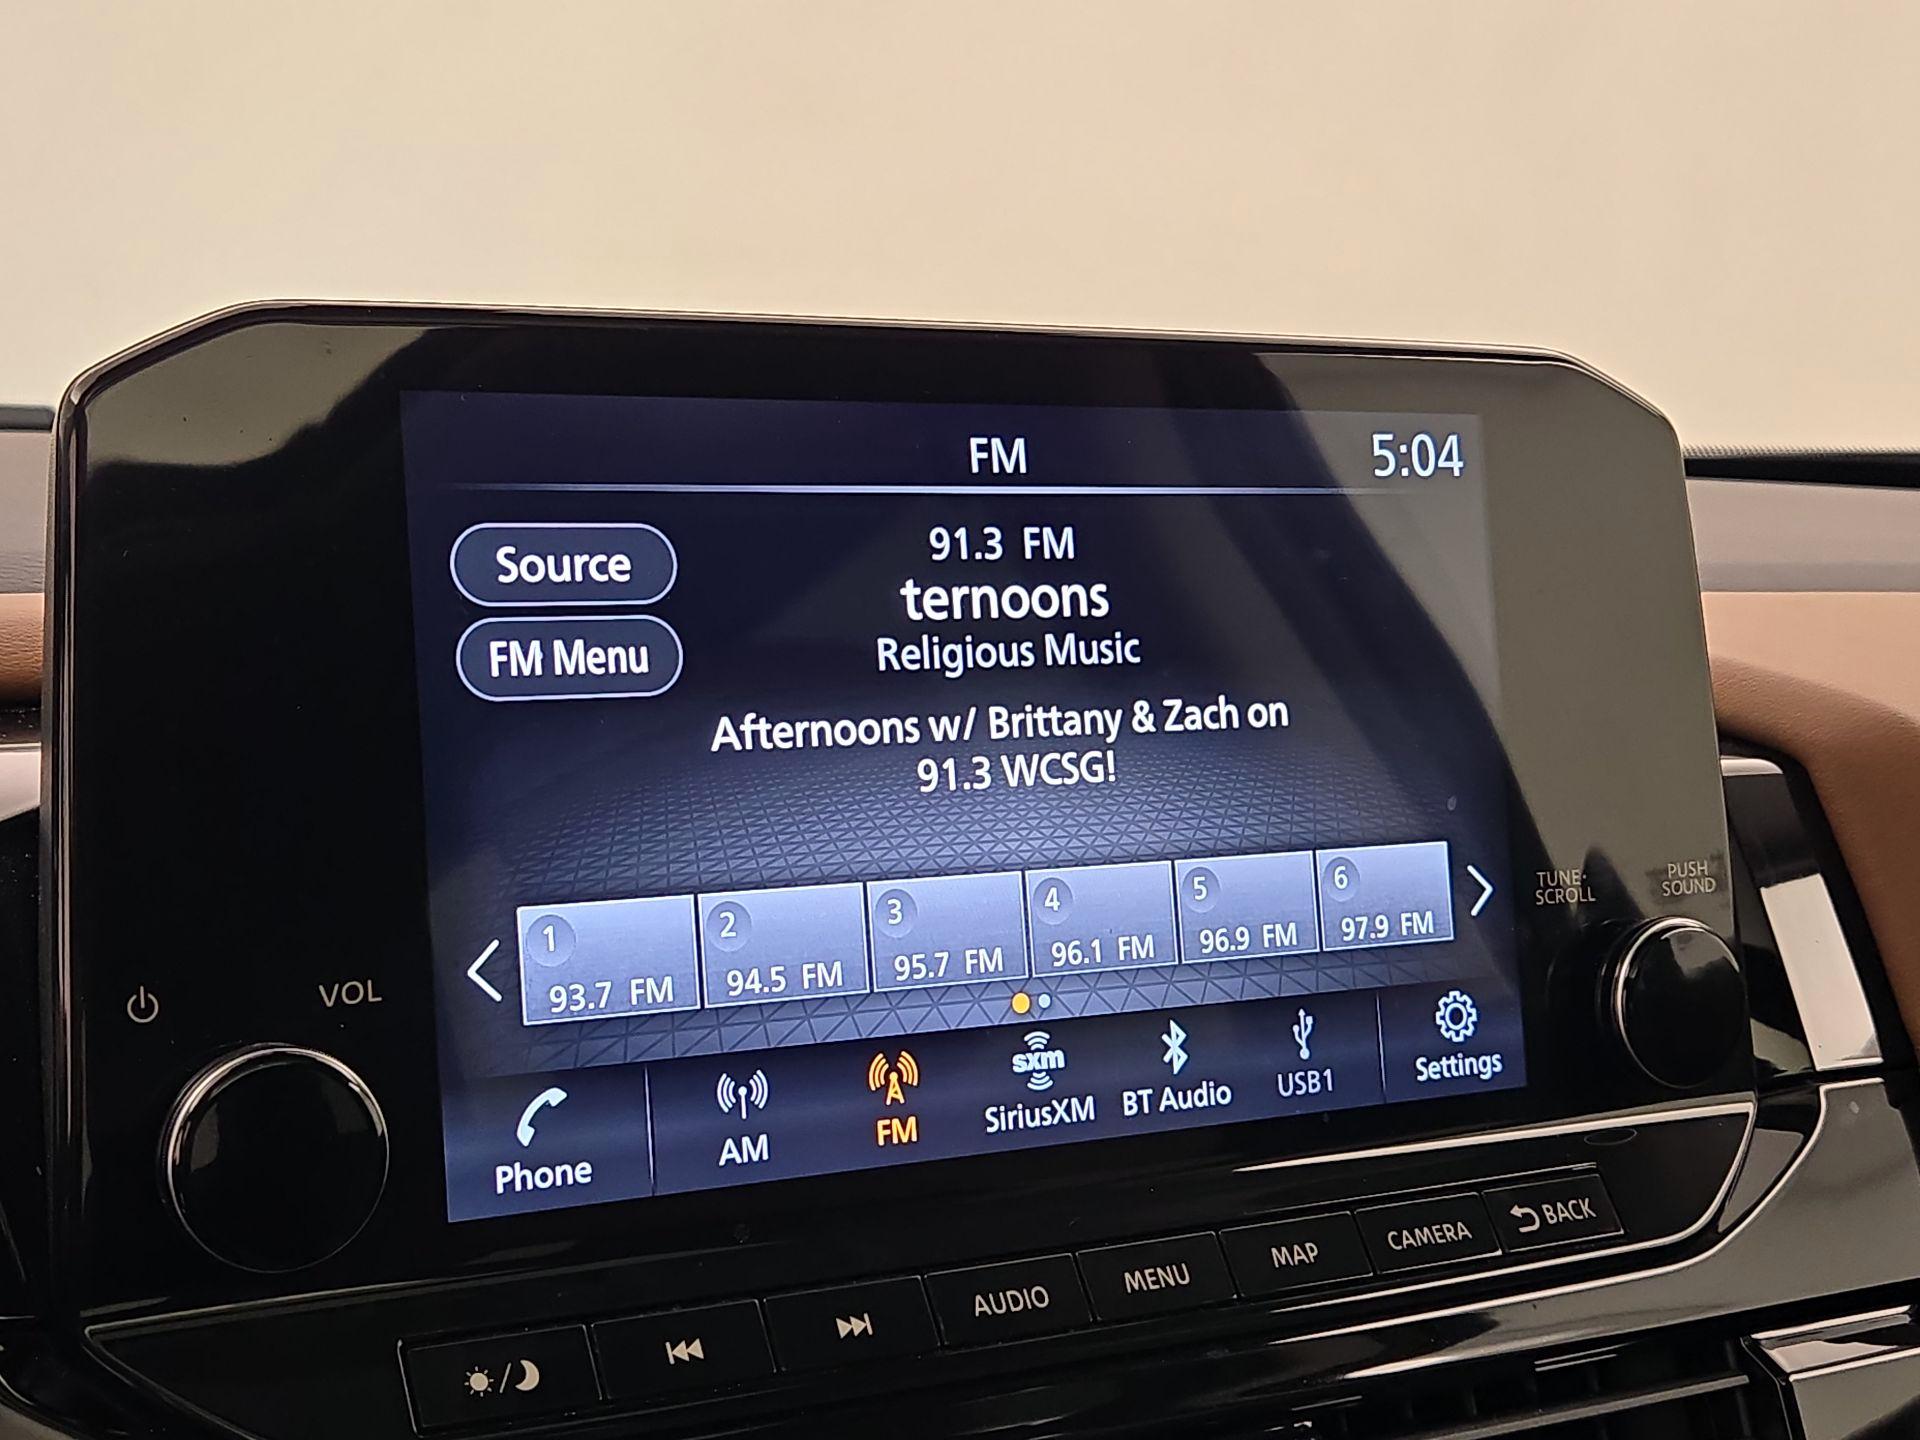 FM
5:04
Source
91.3 FM
ternoons
FM Menu
Religious Music
Afternoons w/ Brittany & Zach on
91.3 WCSG!
1
93.7 FM
2
94.5 FM
3
95.7 FM
4
96.1 FM
5
96.9 FM
6
97.9 FM
TUNE·
SCROLL
PUSH
SOUND
VOL
Phone
AM
FM
sxm
SiriusXM
BT Audio
USB1
Settings
AUDIO
MENU
MAP
CAMERA
BACK